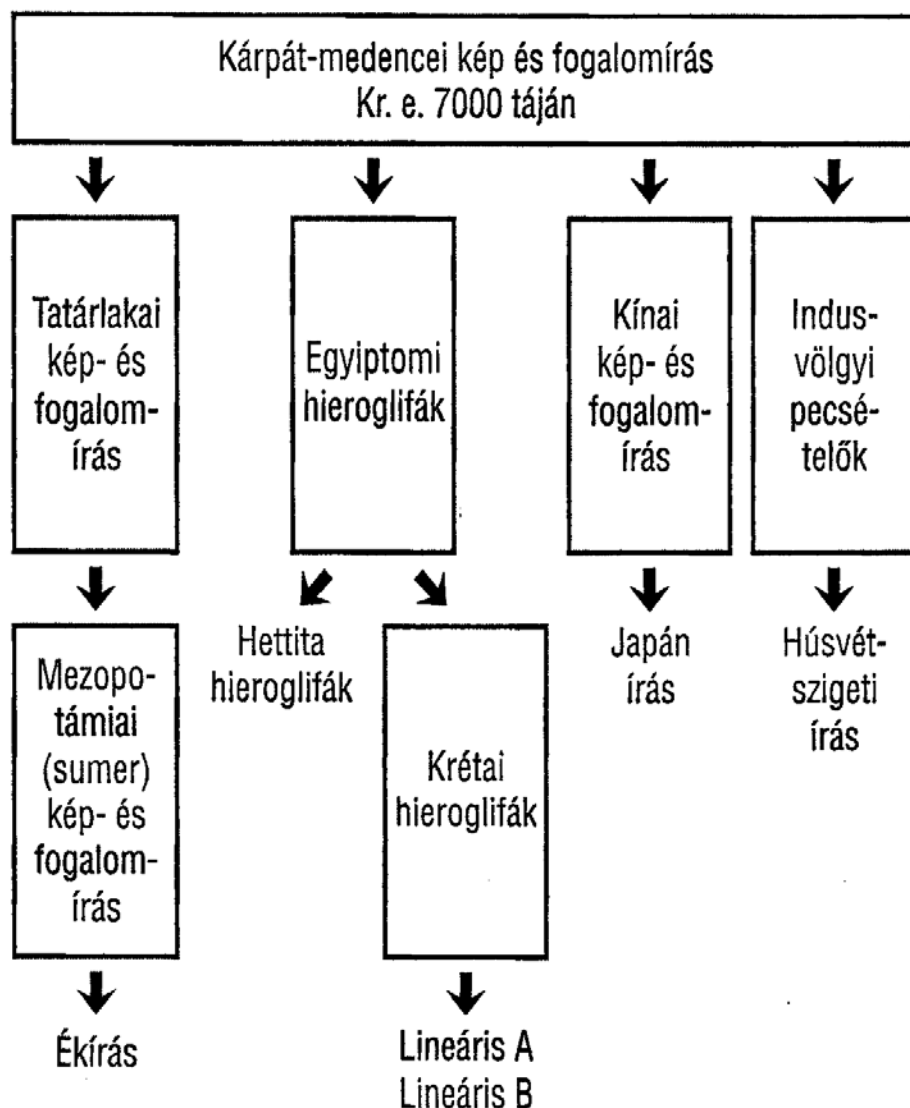 Kárpát-medencei kép és fogalomírás
Kr. e. 7000 táján
Tatárlakai
kép- és
fogalom-
írás
Egyiptomi
hieroglifák
Kínai
kép- és
fogalom-
írás
Indus-
völgyi
pecsé-
telők
Mezopo-
támiai
(sumer)
kép- és
fogalom-
írás
Hettita
hieroglifák
Krétai
hieroglifák
Japán
írás
Húsvét-
szigeti
írás
Ékírás
Lineáris A
Lineáris B